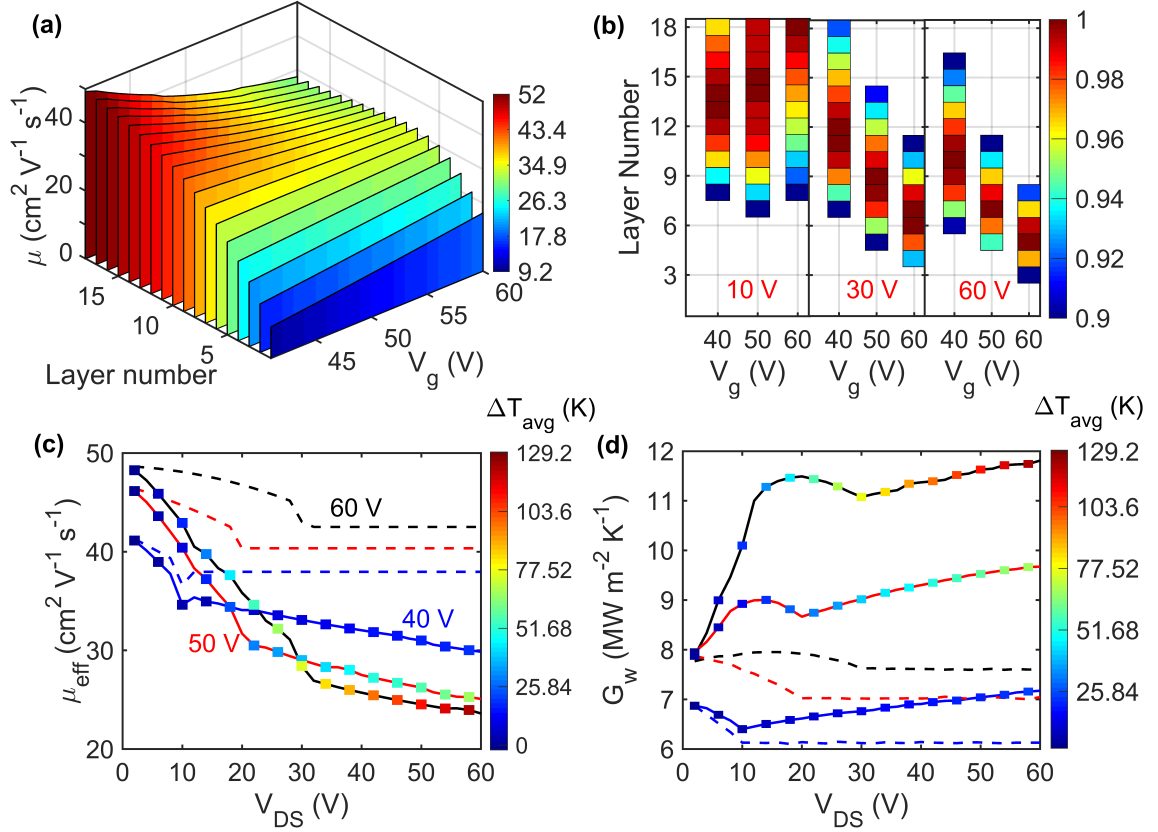 (a)
μ (cm² V⁻¹ s⁻¹)
40
20
0
15
10
5
Layer number
45
50
55
60
V_g (V)
52
43.4
34.9
26.3
17.8
9.2
(b)
Layer Number
18
15
12
9
6
3
10 V
30 V
60 V
40 50 60 40 50 60 40 50 60
V_g (V) V_g (V) V_g (V)
1
0.98
0.96
0.94
0.92
0.9
(c)
μ_eff (cm² V⁻¹ s⁻¹)
50
40
30
20
60 V
40 V
50 V
0 10 20 30 40 50 60
V_DS (V)
ΔT_avg (K)
129.2
103.6
77.52
51.68
25.84
0
(d)
G_w (MW m⁻² K⁻¹)
12
11
10
9
8
7
6
0 10 20 30 40 50 60
V_DS (V)
ΔT_avg (K)
129.2
103.6
77.52
51.68
25.84